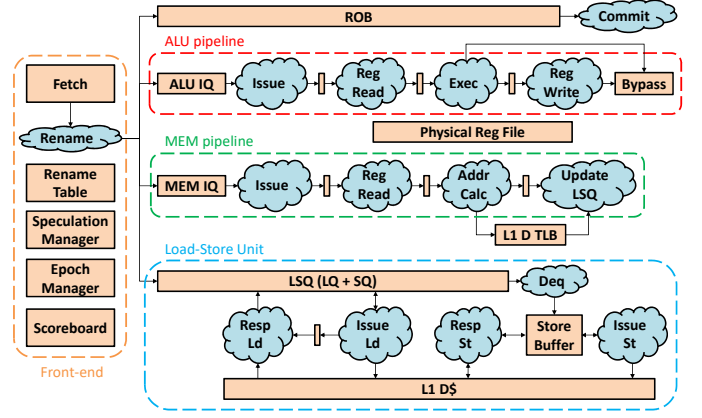 ROB
Commit
ALU pipeline
Fetch
ALU IQ
Issue
Reg
Read
Exec
Reg
Write
Bypass
Rename
Physical Reg File
MEM pipeline
Rename
Table
MEM IQ
Issue
Reg
Read
Addr
Calc
Update
LSQ
Speculation
Manager
L1 D TLB
Load-Store Unit
Epoch
Manager
LSQ (LQ + SQ)
Deq
Scoreboard
Resp
Ld
Issue
Ld
Resp
St
Store
Buffer
Issue
St
Front-end
L1 D$